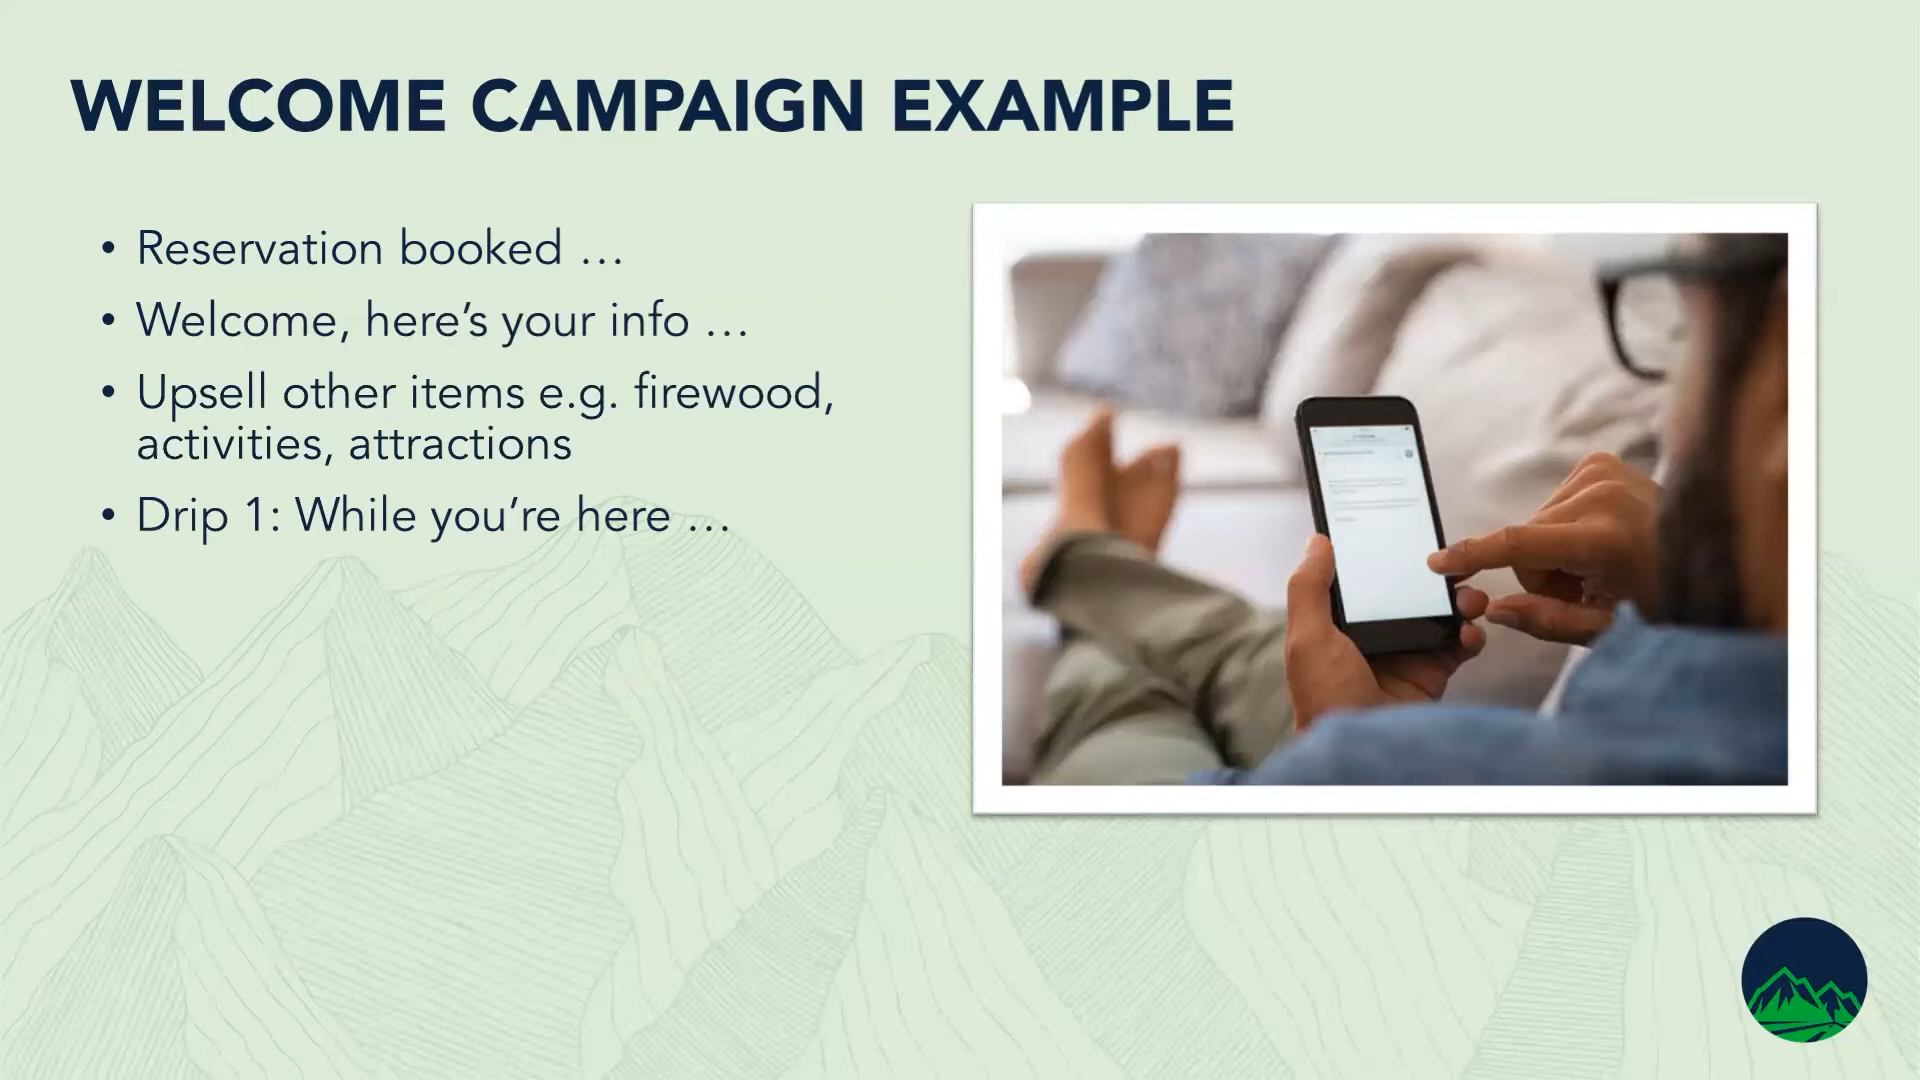 WELCOME CAMPAIGN EXAMPLE
• Reservation booked …
• Welcome, here’s your info …
• Upsell other items e.g. firewood,
activities, attractions
• Drip 1: While you’re here …